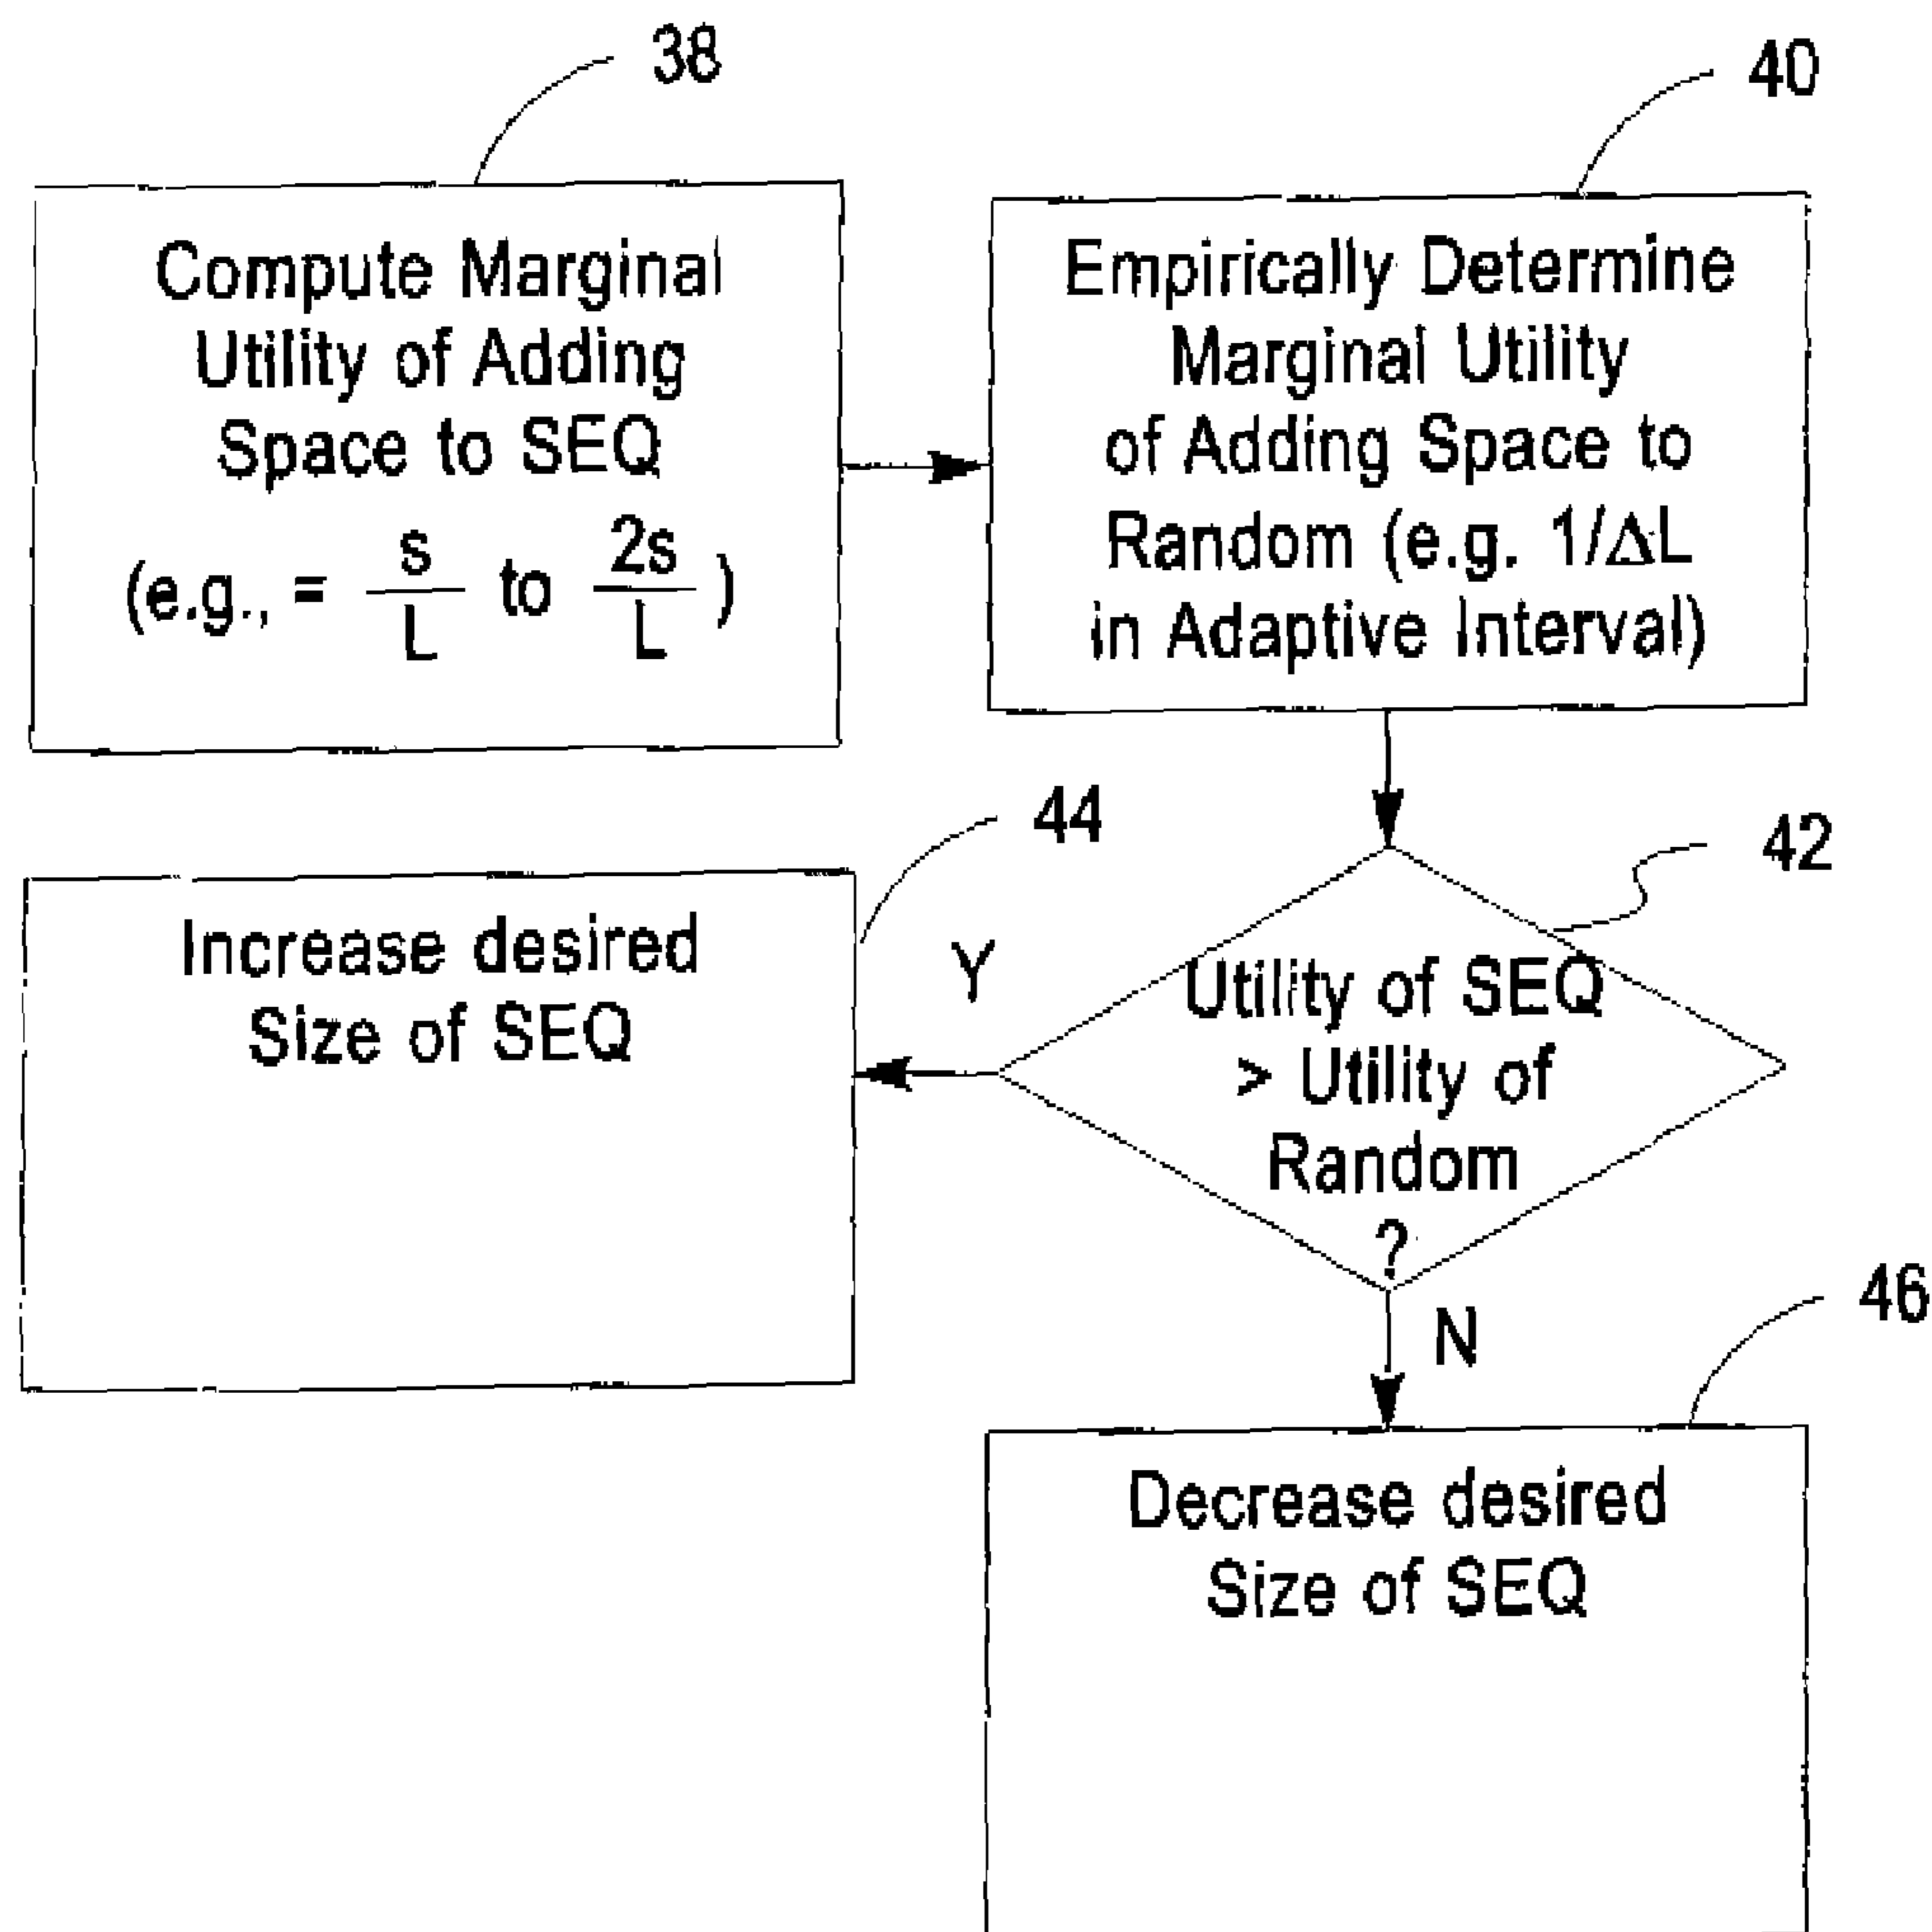 38
40
Compute Marginal
Utility of Adding
Space to SEQ
(e.g., = s/L to 2s/L )
Empirically Determine
Marginal Utility
of Adding Space to
Random (e.g. 1/ΔL
in Adaptive Interval)
44
42
Increase desired
Size of SEQ
Y
Utility of SEQ
> Utility of
Random
?
N
46
Decrease desired
Size of SEQ